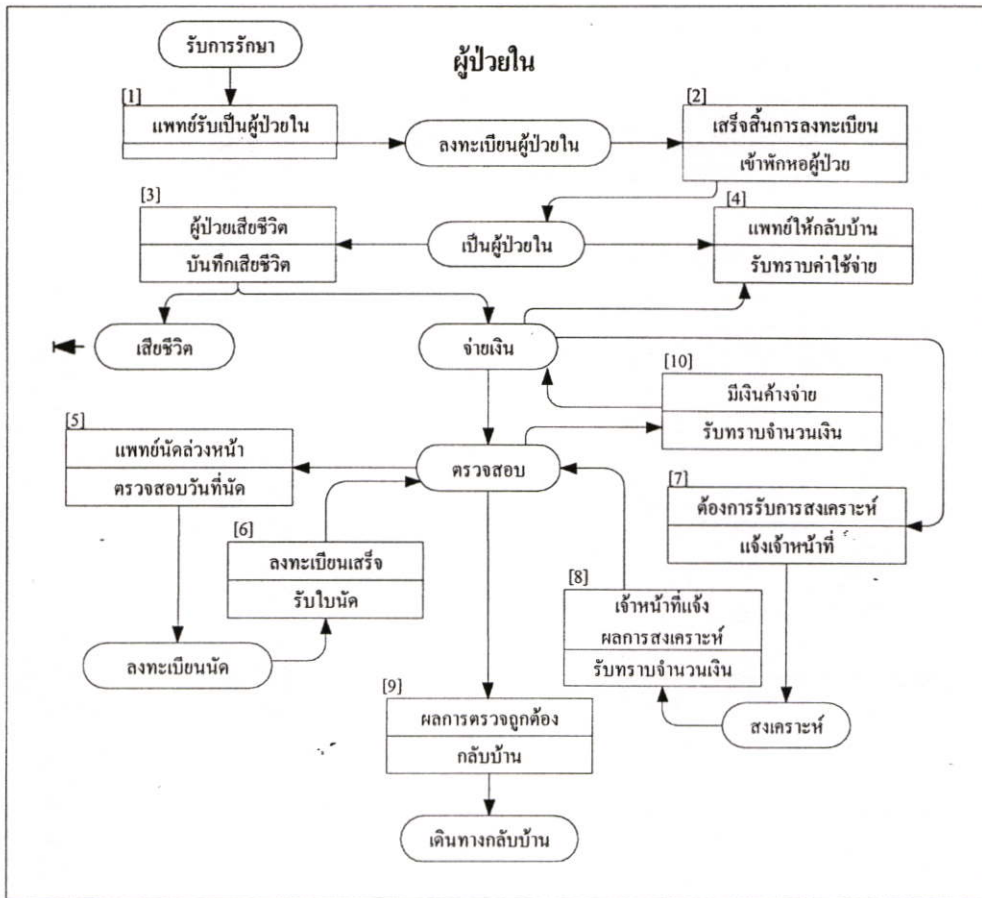 รับการรักษา
ผู้ป่วยใน
[1]
แพทย์รับเป็นผู้ป่วยใน
ลงทะเบียนผู้ป่วยใน
[2]
เสร็จสิ้นการลงทะเบียน
เข้าพักหอผู้ป่วย
[3]
ผู้ป่วยเสียชีวิต
บันทึกเสียชีวิต
เป็นผู้ป่วยใน
[4]
แพทย์ให้กลับบ้าน
รับทราบค่าใช้จ่าย
เสียชีวิต
จ่ายเงิน
[10]
มีเงินค้างจ่าย
รับทราบจำนวนเงิน
[5]
แพทย์นัดล่วงหน้า
ตรวจสอบวันที่นัด
ตรวจสอบ
[7]
ต้องการรับการสงเคราะห์
แจ้งเจ้าหน้าที่
[6]
ลงทะเบียนเสร็จ
รับใบนัด
[8]
เจ้าหน้าที่แจ้ง
ผลการสงเคราะห์
รับทราบจำนวนเงิน
ลงทะเบียนนัด
[9]
ผลการตรวจถูกต้อง
กลับบ้าน
สงเคราะห์
เดินทางกลับบ้าน